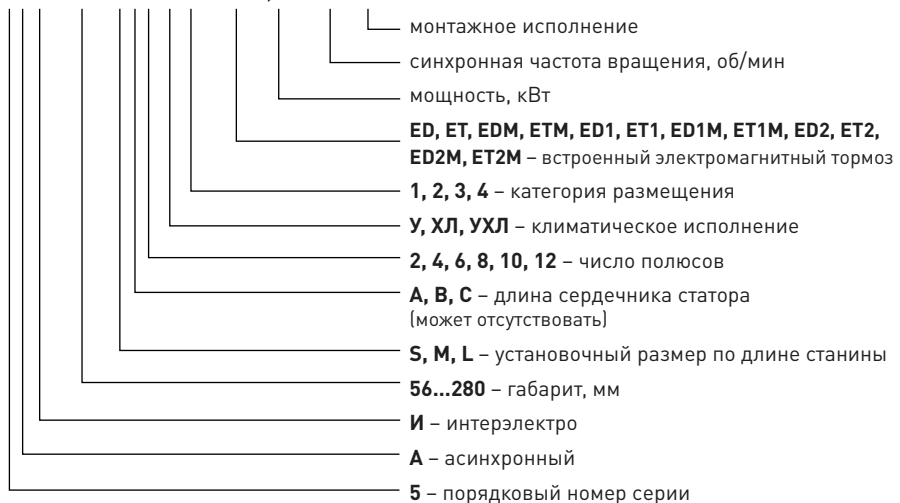 монтажное исполнение
синхронная частота вращения, об/мин
мощность, кВт
ED, ET, EDM, ETM, ED1, ET1, ED1M, ET1M, ED2, ET2,
ED2M, ET2M – встроенный электромагнитный тормоз
1, 2, 3, 4 – категория размещения
У, ХЛ, УХЛ – климатическое исполнение
2, 4, 6, 8, 10, 12 – число полюсов
А, В, С – длина сердечника статора
(может отсутствовать)
S, M, L – установочный размер по длине станины
56...280 – габарит, мм
И – интерэлектро
А – асинхронный
5 – порядковый номер серии